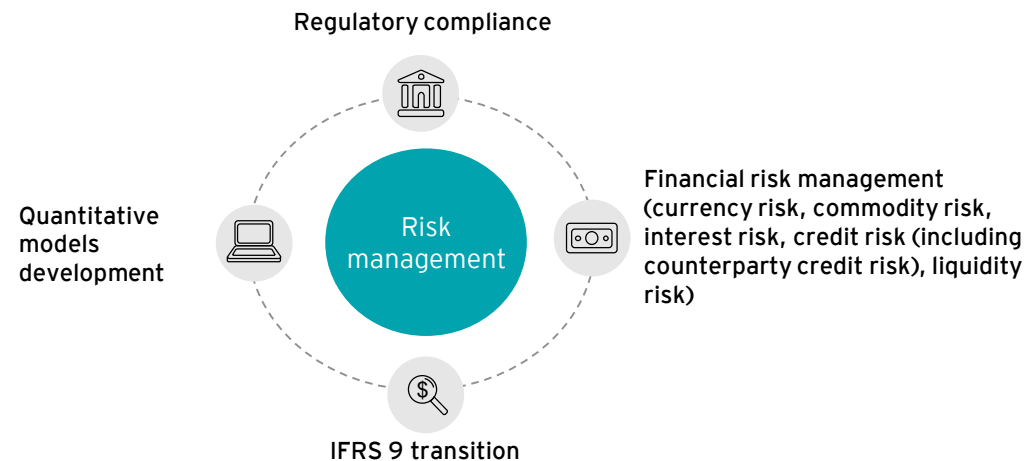 Regulatory compliance
Quantitative
models
development
Risk
management
Financial risk management
(currency risk, commodity risk,
interest risk, credit risk (including
counterparty credit risk), liquidity
risk)
$
IFRS 9 transition